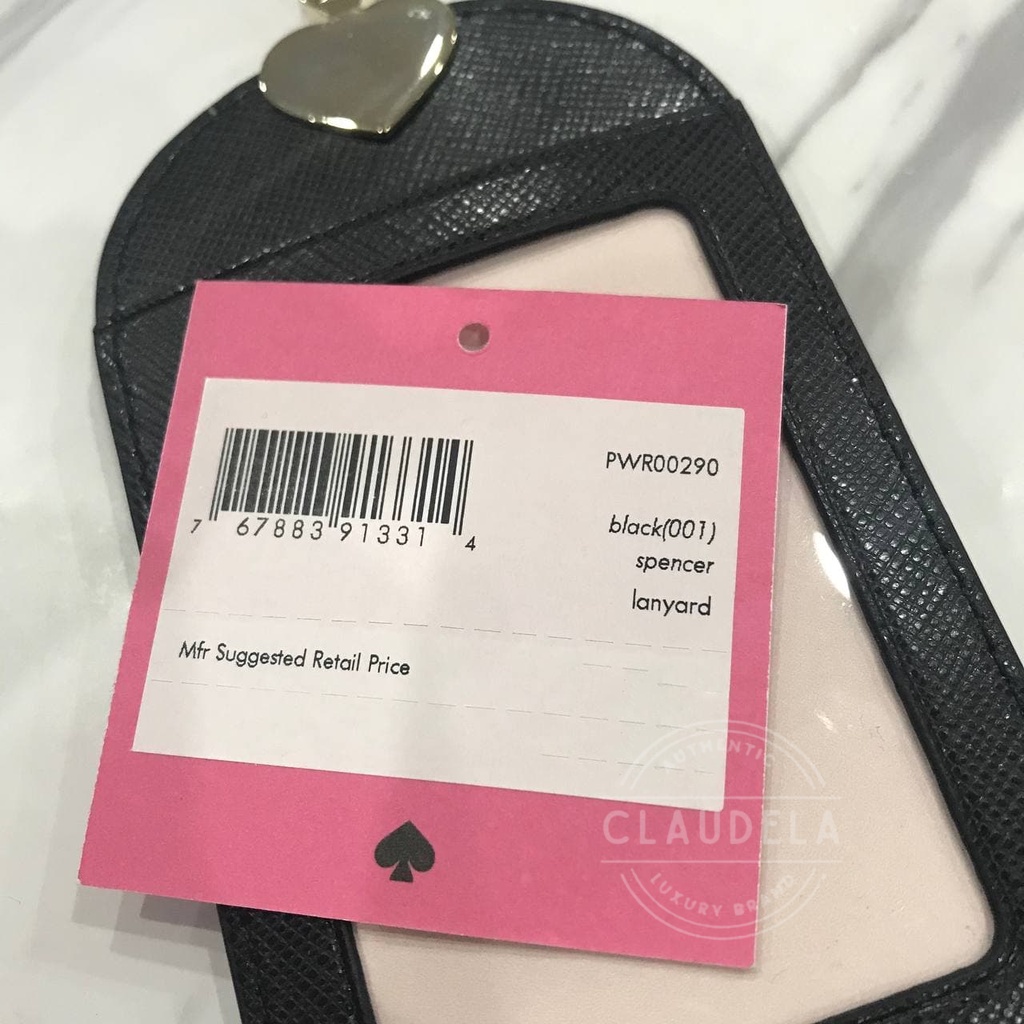 PWR00290
7 67883 91331 4
black(001)
spencer
lanyard
Mfr Suggested Retail Price
AUTHENTIC
CLAUDELA
LUXURY BRAND